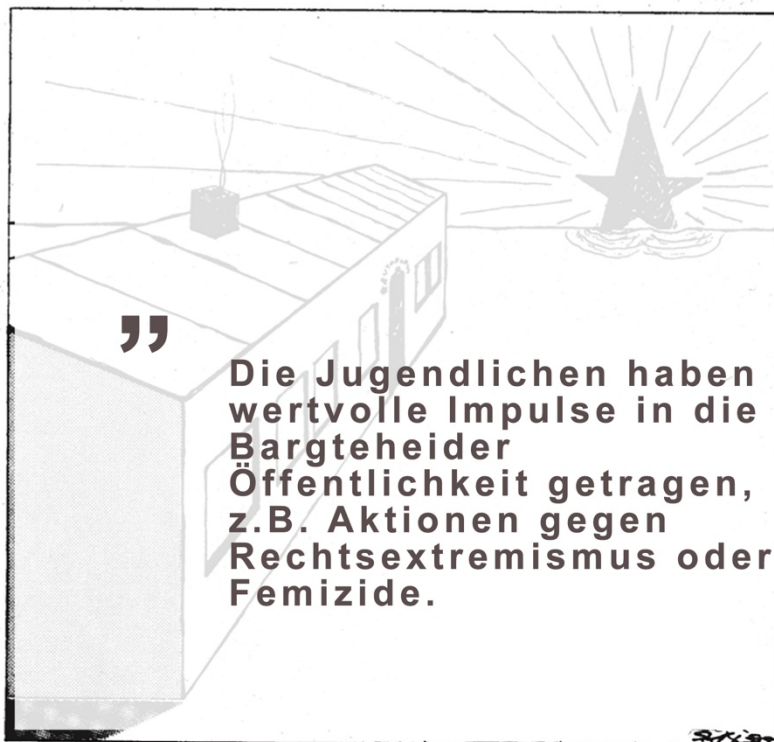 ”
Die Jugendlichen haben
wertvolle Impulse in die
Bargteheider
Öffentlichkeit getragen,
z.B. Aktionen gegen
Rechtsextremismus oder
Femizide.